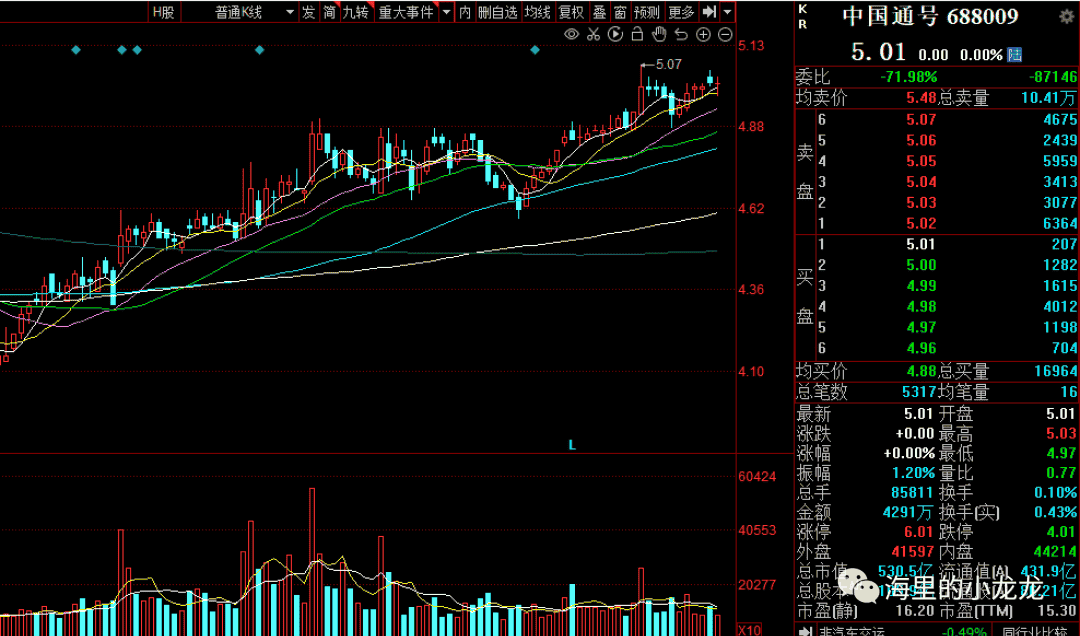 H股 普通K线 发 简 九转 重大事件 内 删自选 均线 复权 叠 窗 预测 更多
5.07
5.13
4.88
4.62
4.36
4.10
L
60424
40553
20277
X10
K
R
中国通号 688009
5.01 0.00 0.00% 陆
委比 -71.98% -87146
均卖价 5.48 总卖量 10.41万
卖盘
6 5.07 4675
5 5.06 2439
4 5.05 5959
3 5.04 3413
2 5.03 3077
1 5.02 6364
买盘
1 5.01 207
2 5.00 1282
3 4.99 1615
4 4.98 4012
5 4.97 1198
6 4.96 704
均买价 4.88 总买量 16964
总笔数 5317 均笔量 16
最新 5.01 开盘 5.01
涨跌 +0.00 最高 5.03
涨幅 +0.00% 最低 4.97
振幅 1.20% 量比 0.77
总手 85811 换手 0.10%
金额 4291万 换手(实) 0.43%
涨停 6.01 跌停 4.01
外盘 41597 内盘 44214
总市值 530.5亿 流通值(A) 431.9亿
总股本
海里的小龙龙
市盈(静) 16.20 市盈(TTM) 15.30
非汽车交运 -0.49% 同行业比较